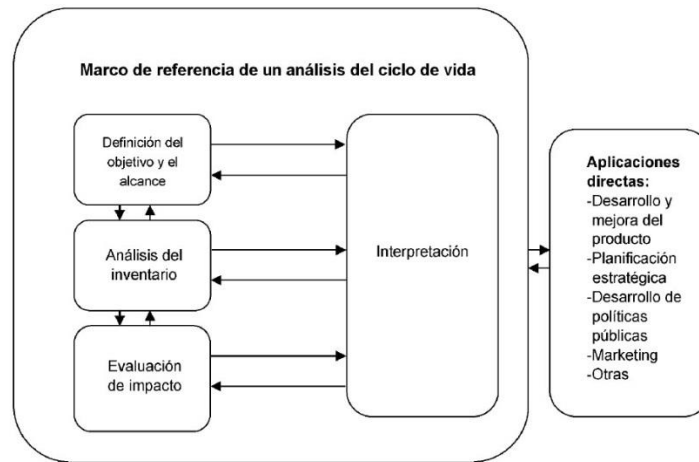 Marco de referencia de un análisis del ciclo de vida
Definición del
objetivo y el
alcance
Análisis del
inventario
Evaluación
de impacto
Interpretación
Aplicaciones
directas:
-Desarrollo y
mejora del
producto
-Planificación
estratégica
-Desarrollo de
políticas
públicas
-Marketing
-Otras